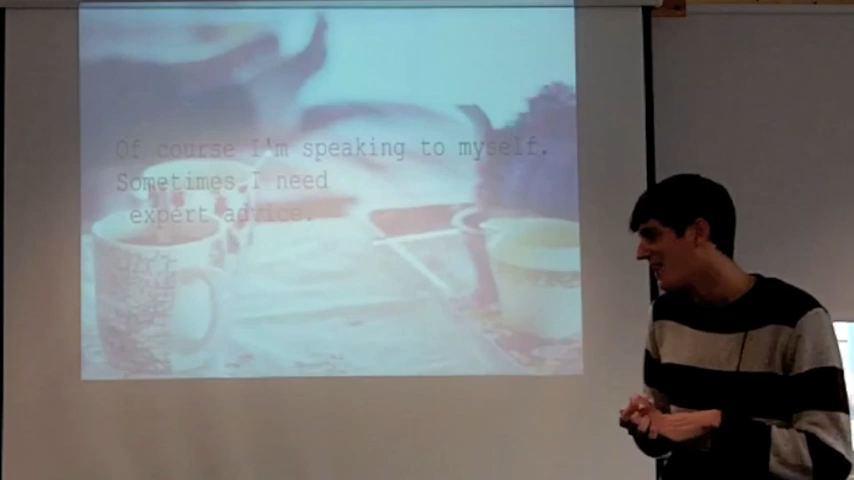 Of course I'm speaking to myself.
Sometimes I need
expert advice.